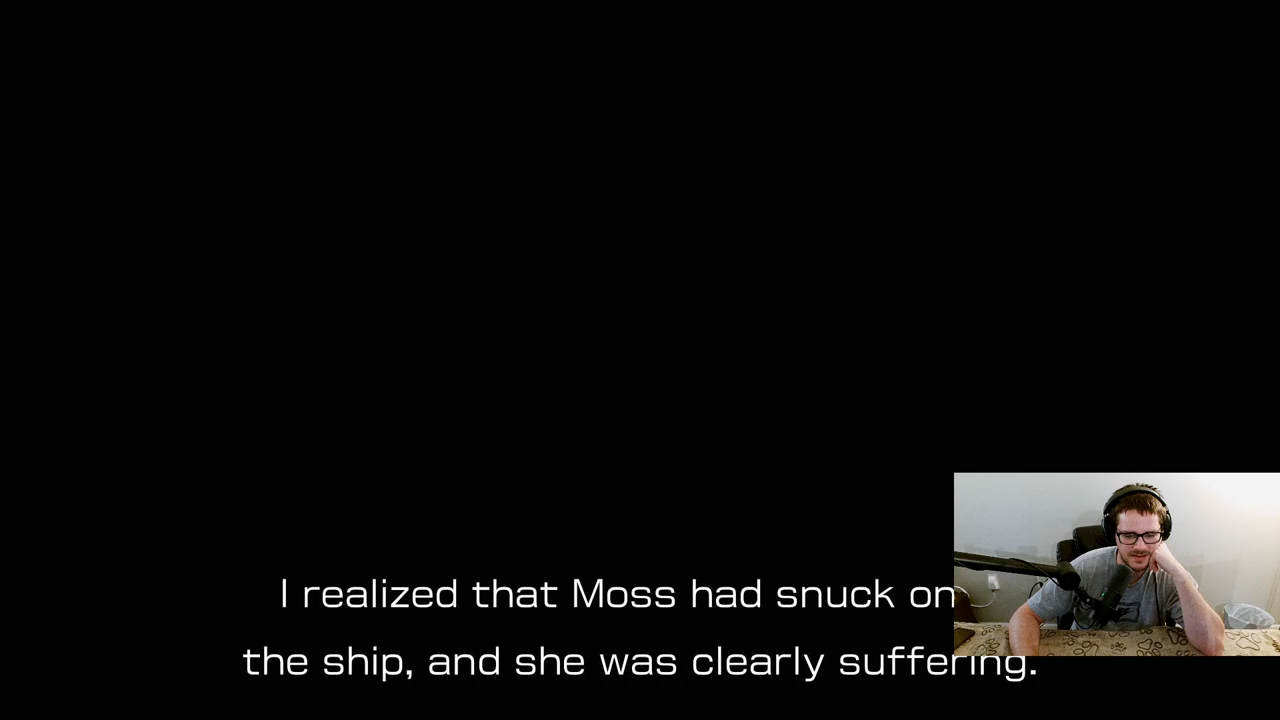 I realized that Moss had snuck on
the ship, and she was clearly suffering.